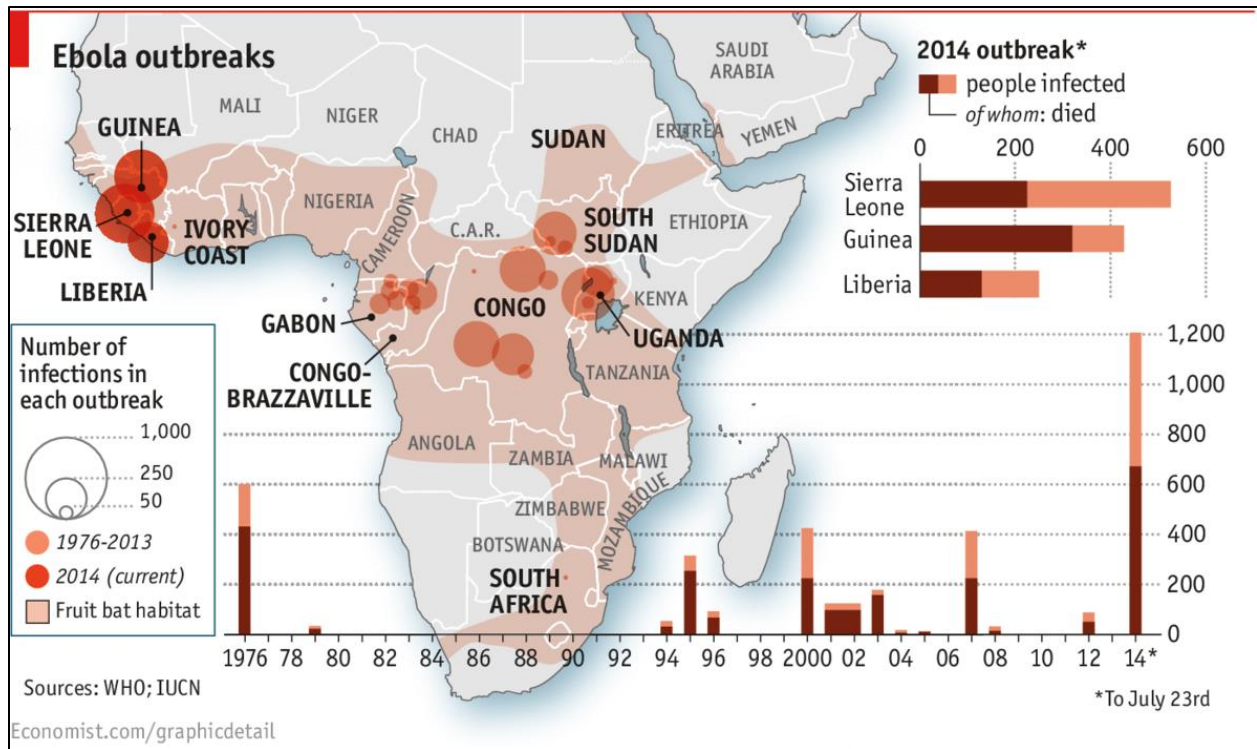 Ebola outbreaks
MALI
NIGER
CHAD
SUDAN
ERITREA
SAUDI
ARABIA
YEMEN
GUINEA
NIGERIA
SIERRA
LEONE
IVORY
COAST
LIBERIA
CAMEROON
C.A.R.
SOUTH
SUDAN
ETHIOPIA
GABON
CONGO
KENYA
UGANDA
CONGO-
BRAZZAVILLE
TANZANIA
ANGOLA
ZAMBIA
MALAWI
MOZAMBIQUE
ZIMBABWE
BOTSWANA
SOUTH
AFRICA
2014 outbreak*
people infected
of whom: died
0 200 400 600
Sierra
Leone
Guinea
Liberia
Number of
infections in
each outbreak
1,000
250
50
1976-2013
2014 (current)
Fruit bat habitat
1,200
1,000
800
600
400
200
0
1976 78 80 82 84 86 88 90 92 94 96 98 2000 02 04 06 08 10 12 14*
Sources: WHO; IUCN
*To July 23rd
Economist.com/graphicdetail